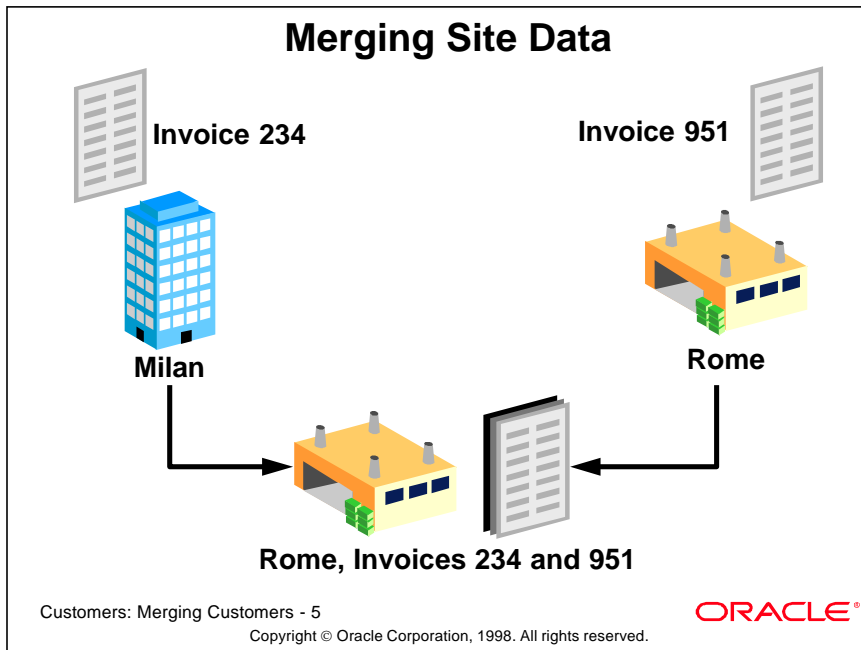 Merging Site Data
Invoice 234
Invoice 951
Milan
Rome
Rome, Invoices 234 and 951
Customers: Merging Customers - 5
ORACLE®
Copyright © Oracle Corporation, 1998. All rights reserved.